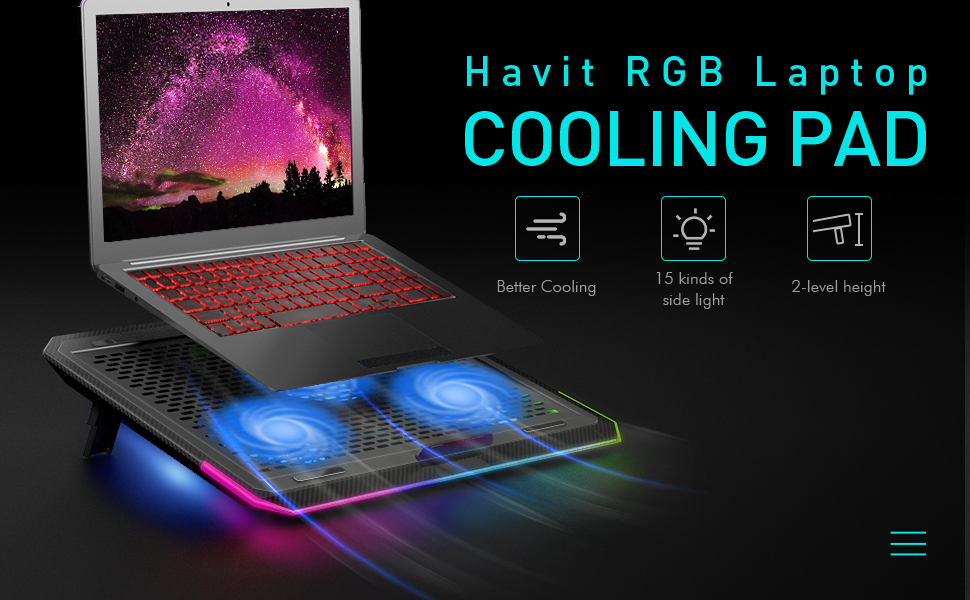 Havit RGB Laptop
COOLING PAD
Better Cooling
15 kinds of
side light
2-level height